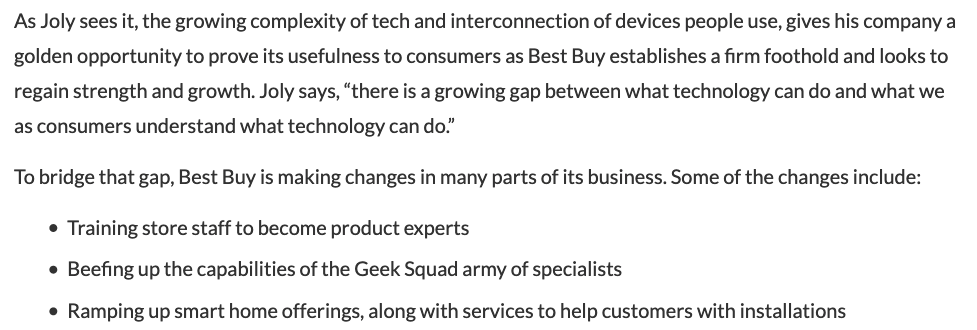 As Joly sees it, the growing complexity of tech and interconnection of devices people use, gives his company a
golden opportunity to prove its usefulness to consumers as Best Buy establishes a firm foothold and looks to
regain strength and growth. Joly says, “there is a growing gap between what technology can do and what we
as consumers understand what technology can do.”
To bridge that gap, Best Buy is making changes in many parts of its business. Some of the changes include:
• Training store staff to become product experts
• Beefing up the capabilities of the Geek Squad army of specialists
• Ramping up smart home offerings, along with services to help customers with installations